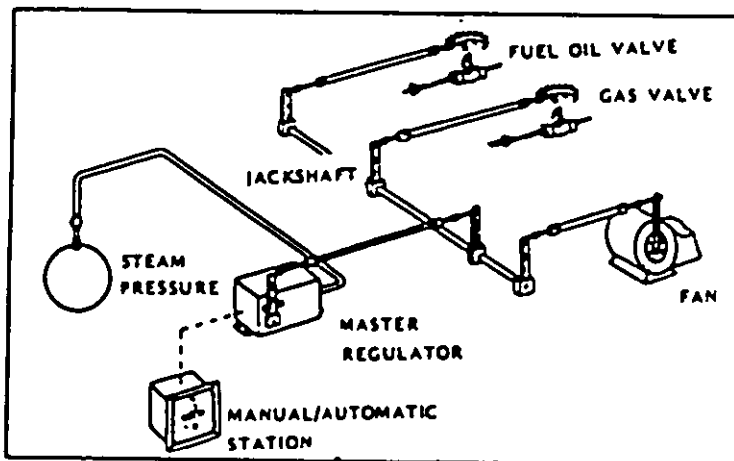 FUEL OIL VALVE
GAS VALVE
JACKSHAFT
STEAM
PRESSURE
FAN
MASTER
REGULATOR
MANUAL/AUTOMATIC
STATION